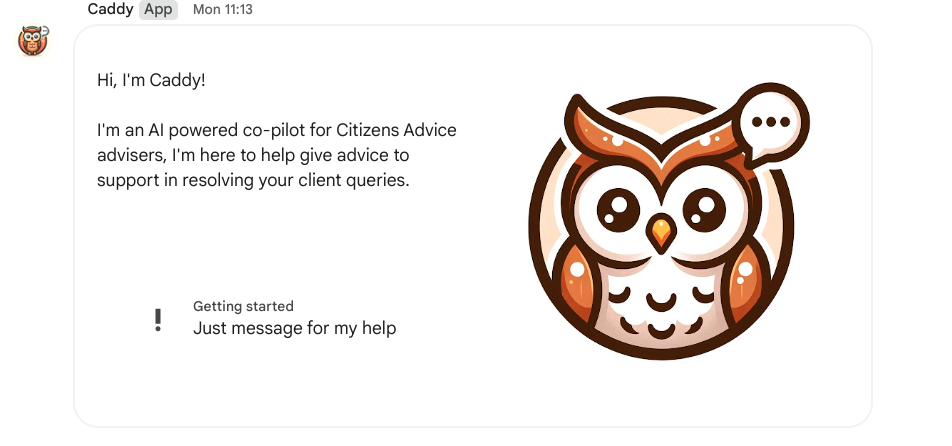 Caddy App Mon 11:13
Hi, I'm Caddy!
I'm an AI powered co-pilot for Citizens Advice
advisers, I'm here to help give advice to
support in resolving your client queries.
! Getting started
Just message for my help